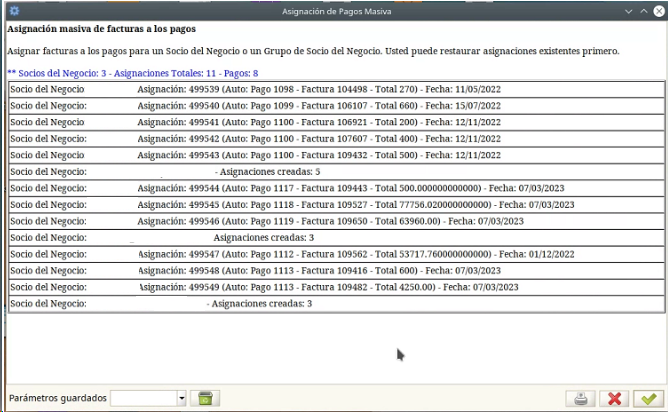 Asignación de Pagos Masiva
Asignación masiva de facturas a los pagos
Asignar facturas a los pagos para un Socio del Negocio o un Grupo de Socio del Negocio. Usted puede restaurar asignaciones existentes primero.
** Socios del Negocio: 3 - Asignaciones Totales: 11 - Pagos: 8
Socio del Negocio Asignación: 499539 (Auto: Pago 1098 - Factura 104498 - Total 270) - Fecha: 11/05/2022
Socio del Negocio: Asignación: 499540 (Auto: Pago 1099 - Factura 106107 - Total 660) - Fecha: 15/07/2022
Socio del Negocio Asignación: 499541 (Auto: Pago 1100 - Factura 106921 - Total 200) - Fecha: 12/11/2022
Socio del Negocio Asignación: 499542 (Auto: Pago 1100 - Factura 107607 - Total 400) - Fecha: 12/11/2022
Socio del Negocio Asignación: 499543 (Auto: Pago 1100 - Factura 109432 - Total 500) - Fecha: 12/11/2022
Socio del Negocio: - Asignaciones creadas: 5
Socio del Negocio: Asignación: 499544 (Auto: Pago 1117 - Factura 109443 - Total 500.000000000000) - Fecha: 07/03/2023
Socio del Negocio: Asignación: 499545 (Auto: Pago 1118 - Factura 109527 - Total 77756.020000000000) - Fecha: 07/03/2023
Socio del Negocio: Asignación: 499546 (Auto: Pago 1119 - Factura 109650 - Total 63960.00) - Fecha: 07/03/2023
Socio del Negocio: Asignaciones creadas: 3
Socio del Negocio: Asignación: 499547 (Auto: Pago 1112 - Factura 109562 - Total 53717.760000000000) - Fecha: 01/12/2022
Socio del Negocio: Asignación: 499548 (Auto: Pago 1113 - Factura 109416 - Total 600) - Fecha: 07/03/2023
Socio del Negocio: Asignación: 499549 (Auto: Pago 1113 - Factura 109482 - Total 4250.00) - Fecha: 07/03/2023
Socio del Negocio: - Asignaciones creadas: 3
Parámetros guardados